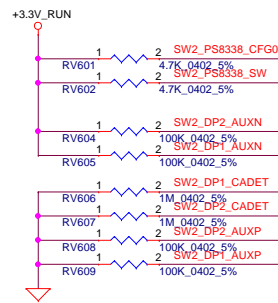 +3.3V_RUN
1 2 SW2_PS8338_CFG0
RV601 4.7K_0402_5%
1 2 SW2_PS8338_SW
RV602 4.7K_0402_5%
1 2 SW2_DP2_AUXN
RV604 100K_0402_5%
1 2 SW2_DP1_AUXN
RV605 100K_0402_5%
1 2 SW2_DP1_CADET
RV606 1M_0402_5%
1 2 SW2_DP2_CADET
RV607 1M_0402_5%
1 2 SW2_DP2_AUXP
RV608 100K_0402_5%
1 2 SW2_DP1_AUXP
RV609 100K_0402_5%